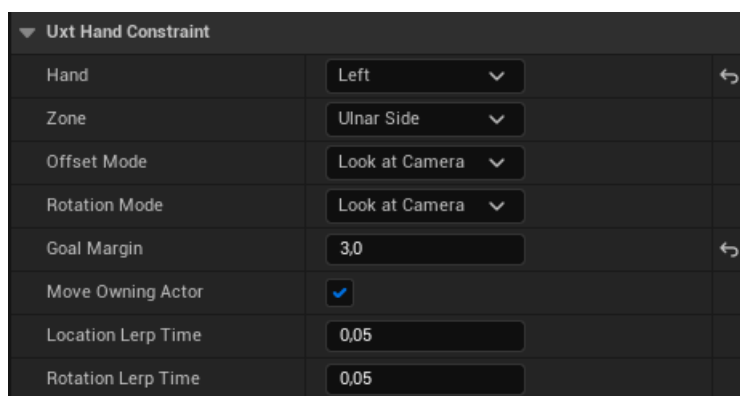 Uxt Hand Constraint
Hand Left
Zone Ulnar Side
Offset Mode Look at Camera
Rotation Mode Look at Camera
Goal Margin 3,0
Move Owning Actor
Location Lerp Time 0,05
Rotation Lerp Time 0,05